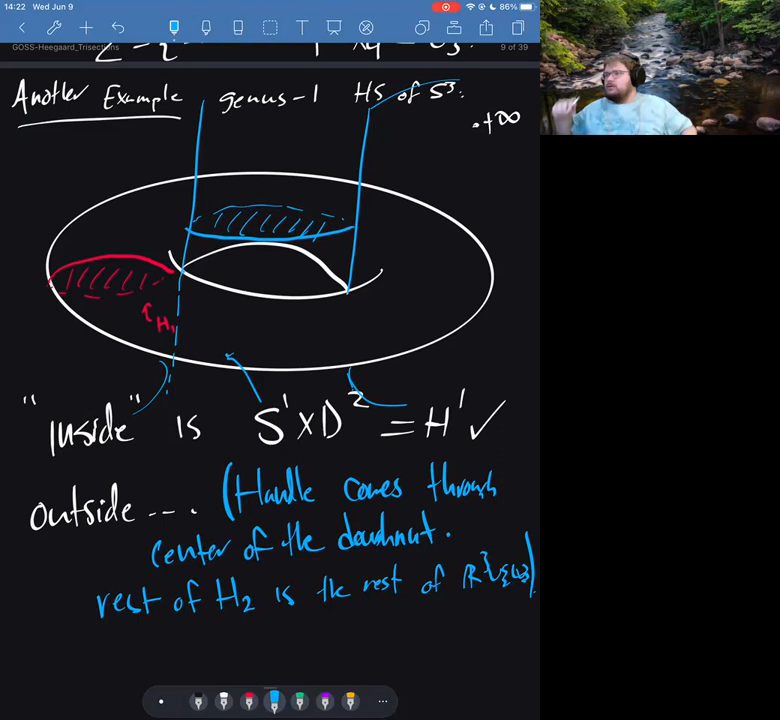 14:22 Wed Jun 9
86%
GOSS-Heegaard_Trisections
9 of 39
Another Example genus-1 HS of S³:
.+∞
H₁
"Inside" is S¹×D² = H¹ ✓
outside.... (Handle comes through
center of the doughnut.
rest of H₂ is the rest of ℝ³∪{∞})